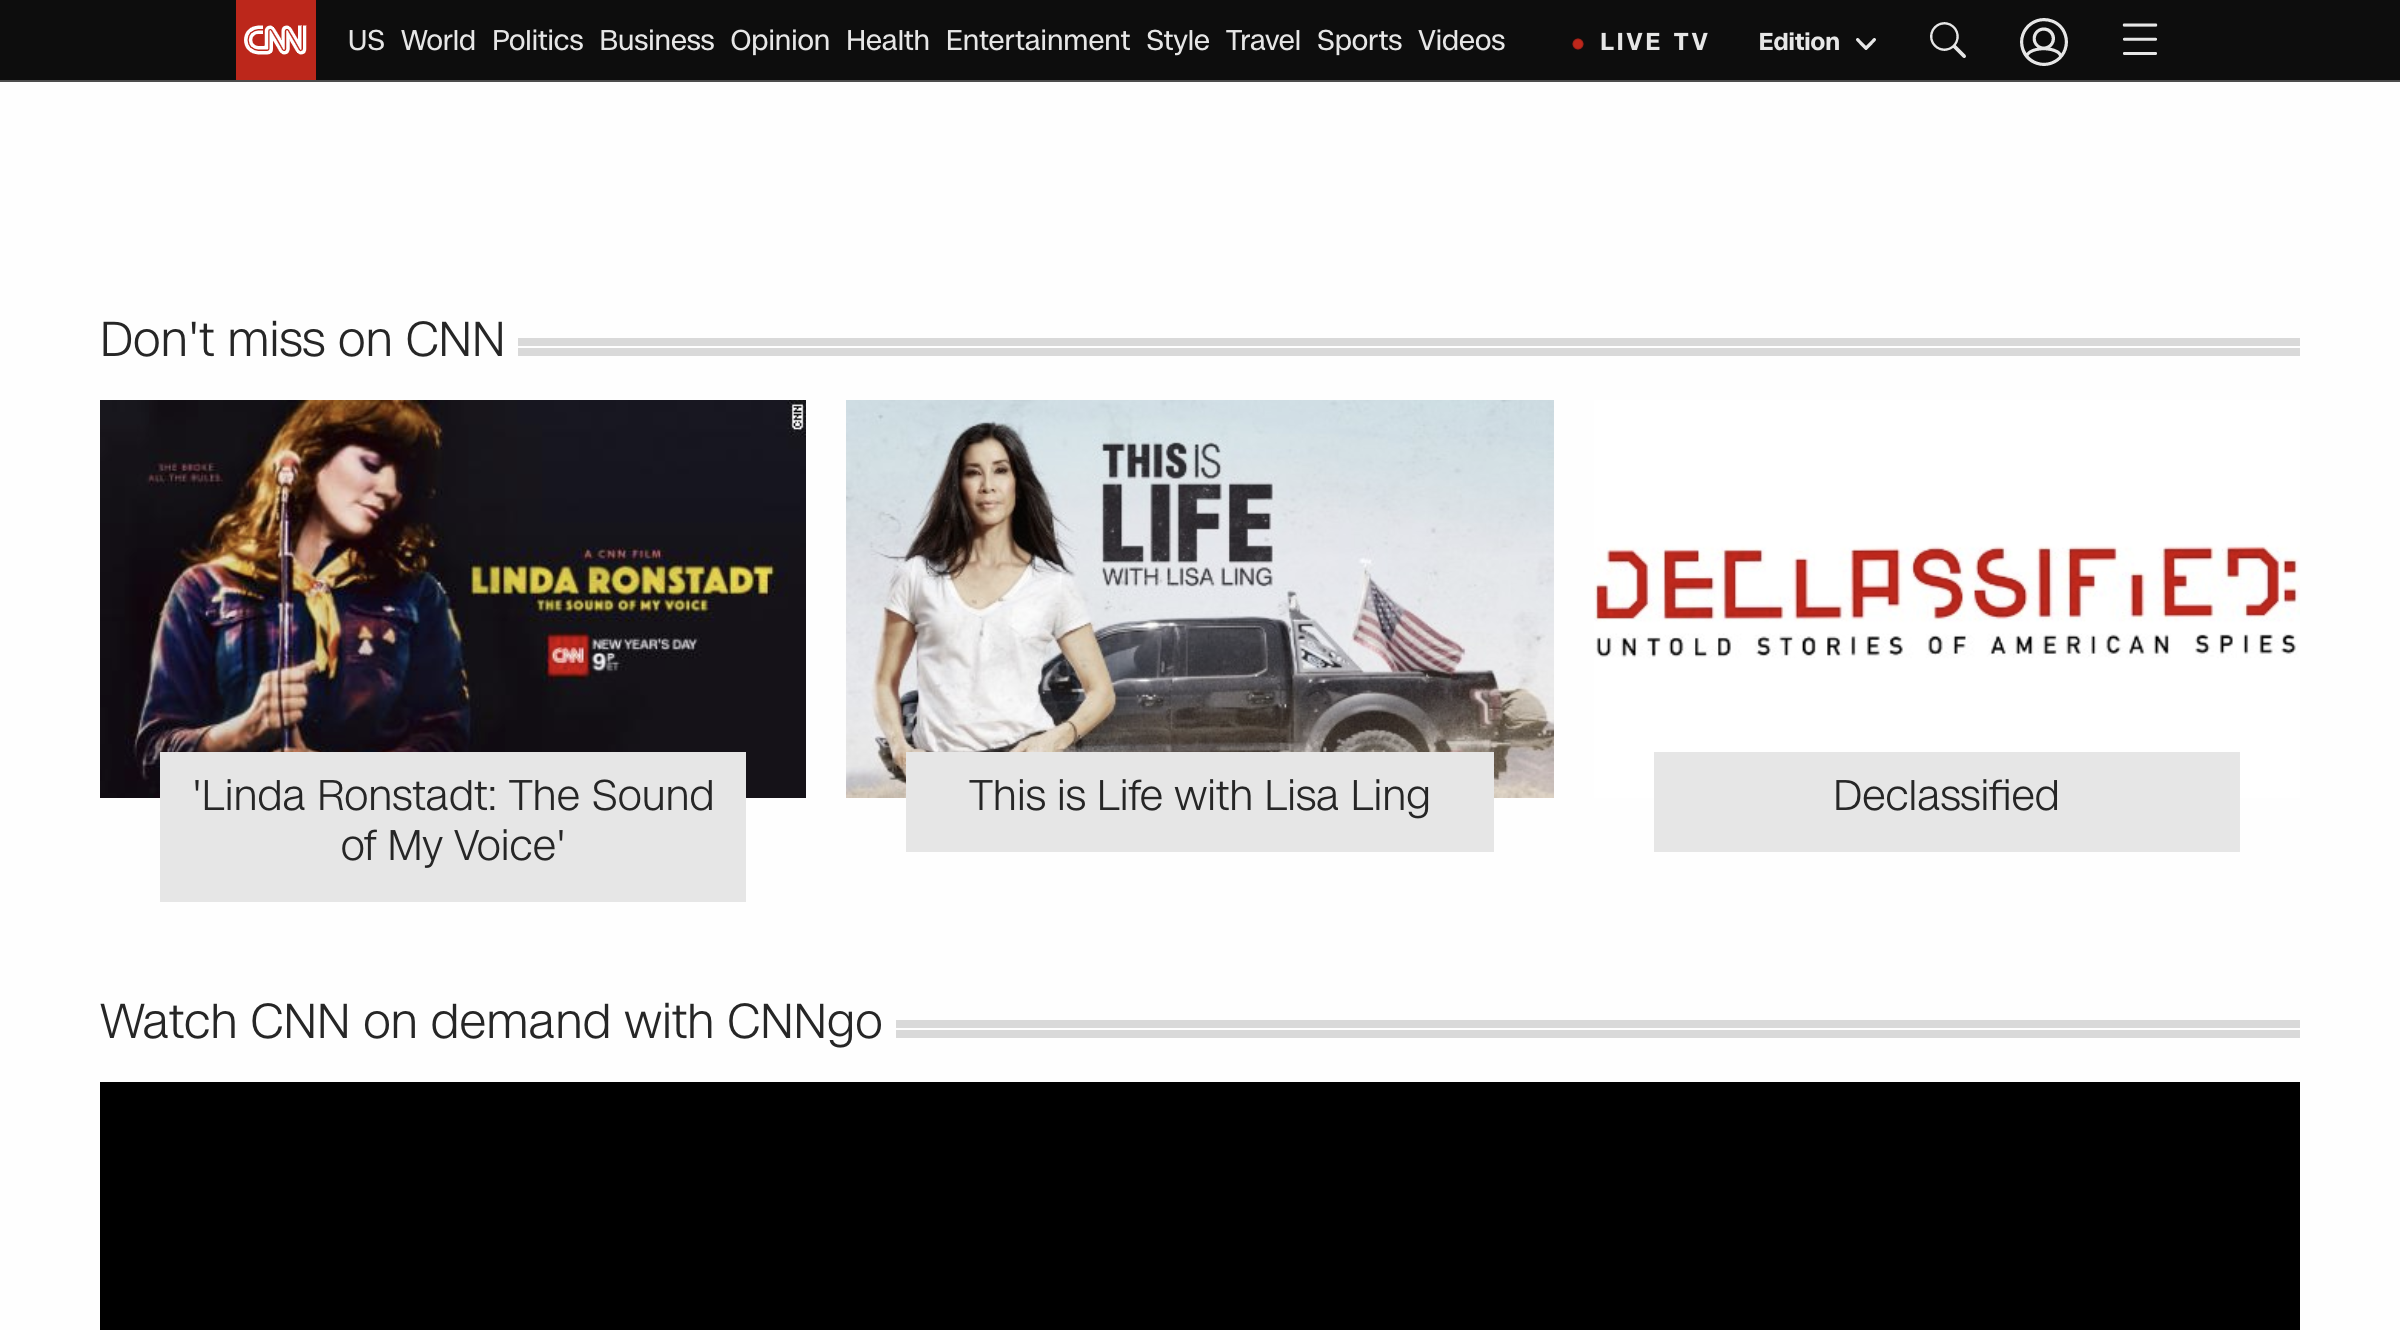 CNN US World Politics Business Opinion Health Entertainment Style Travel Sports Videos LIVE TV Edition
Don't miss on CNN
CNN
SHE BROKE
ALL THE RULES.
A CNN FILM
LINDA RONSTADT
THE SOUND OF MY VOICE
CNN NEW YEAR'S DAY
9P ET
'Linda Ronstadt: The Sound
of My Voice'
THIS IS
LIFE
WITH LISA LING
This is Life with Lisa Ling
DECLASSIFIED:
UNTOLD STORIES OF AMERICAN SPIES
Declassified
Watch CNN on demand with CNNgo